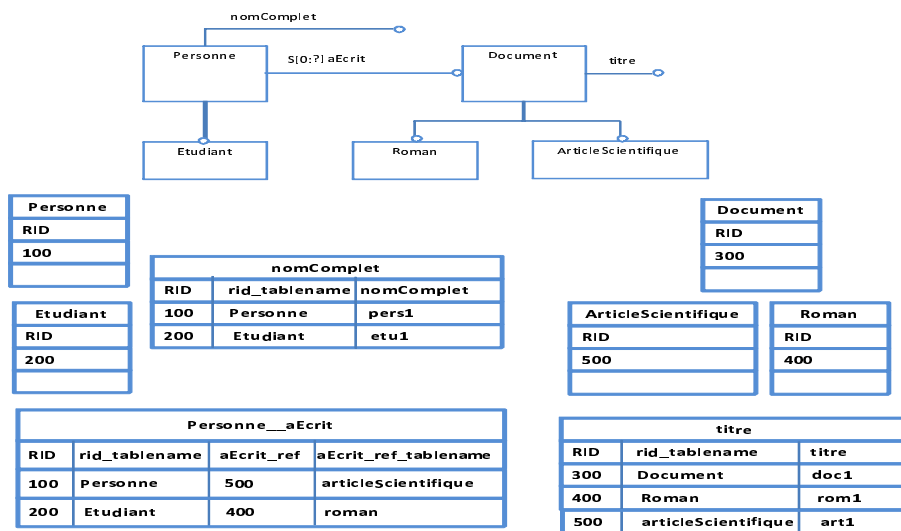 nomComplet
Personne
S[0:?] aEcrit
Document
titre
Etudiant
Roman
ArticleScientifique
Personne
RID
100
Document
RID
300
nomComplet
RID rid_tablename nomComplet
100 Personne pers1
200 Etudiant etu1
Etudiant
RID
200
ArticleScientifique
RID
500
Roman
RID
400
Personne__aEcrit
RID rid_tablename aEcrit_ref aEcrit_ref_tablename
100 Personne 500 articleScientifique
200 Etudiant 400 roman
titre
RID rid_tablename titre
300 Document doc1
400 Roman rom1
500 articleScientifique art1